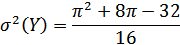 σ²(Y) = (π² + 8π − 32)/16